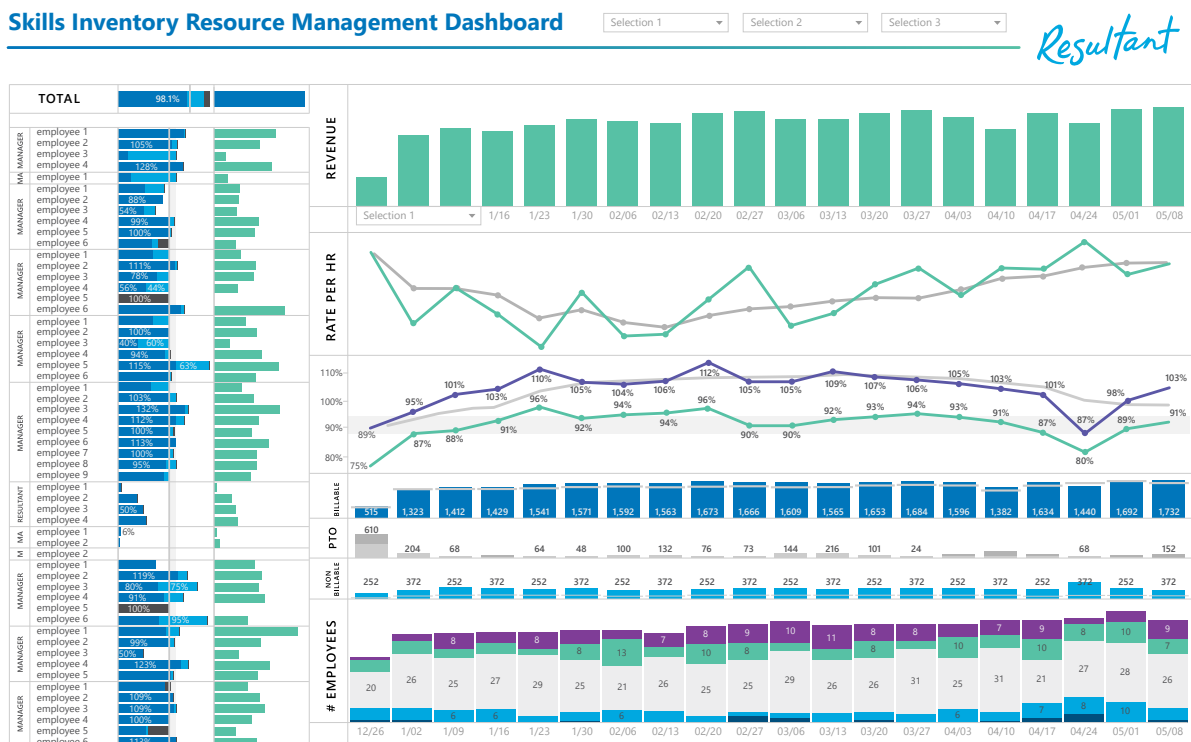 Skills Inventory Resource Management Dashboard
Selection 1
Selection 2
Selection 3
Resultant
TOTAL
98.1%
MANAGER
employee 1
employee 2
105%
employee 3
employee 4
128%
MA
employee 1
MANAGER
employee 1
employee 2
88%
employee 3
54%
employee 4
99%
employee 5
100%
employee 6
MANAGER
employee 1
employee 2
111%
employee 3
78%
employee 4
56% 44%
employee 5
100%
employee 6
MANAGER
employee 1
employee 2
100%
employee 3
40% 60%
employee 4
94%
employee 5
115% 63%
employee 6
MANAGER
employee 1
employee 2
103%
employee 3
132%
employee 4
112%
employee 5
100%
employee 6
113%
employee 7
100%
employee 8
95%
employee 9
RESULTANT
employee 1
employee 2
employee 3
50%
employee 4
MA
employee 1
6%
employee 2
M
employee 2
MANAGER
employee 1
employee 2
119%
employee 3
80% 75%
employee 4
91%
employee 5
100%
employee 6
95%
MANAGER
employee 1
employee 2
99%
employee 3
50%
employee 4
123%
employee 5
MANAGER
employee 1
employee 2
109%
employee 3
109%
employee 4
100%
employee 5
employee 6
113%
REVENUE
Selection 1
1/16 1/23 1/30 02/06 02/13 02/20 02/27 03/06 03/13 03/20 03/27 04/03 04/10 04/17 04/24 05/01 05/08
RATE PER HR
110%
100%
90%
80%
89% 95% 101% 103% 110% 105% 104% 106% 112% 105% 105% 109% 107% 106% 105% 103% 101% 87% 98% 103%
75% 87% 88% 91% 96% 92% 94% 94% 96% 90% 90% 92% 93% 94% 93% 91% 87% 80% 89% 91%
BILLABLE
515 1,323 1,412 1,429 1,541 1,571 1,592 1,563 1,673 1,666 1,609 1,565 1,653 1,684 1,596 1,382 1,634 1,440 1,692 1,732
PTO
610 204 68 64 48 100 132 76 73 144 216 101 24 68 152
NON
BILLABLE
252 372 252 372 252 372 252 372 252 372 252 372 252 372 252 372 252 372 252 372
# EMPLOYEES
8 8 7 8 9 10 11 8 8 7 9 8 10 9
8 13 10 8 10 10 7
20 26 25 27 29 25 21 26 25 25 29 26 26 31 25 31 21 27 28 26
6 6 6 6 7 8 10
12/26 1/02 1/09 1/16 1/23 1/30 02/06 02/13 02/20 02/27 03/06 03/13 03/20 03/27 04/03 04/10 04/17 04/24 05/01 05/08